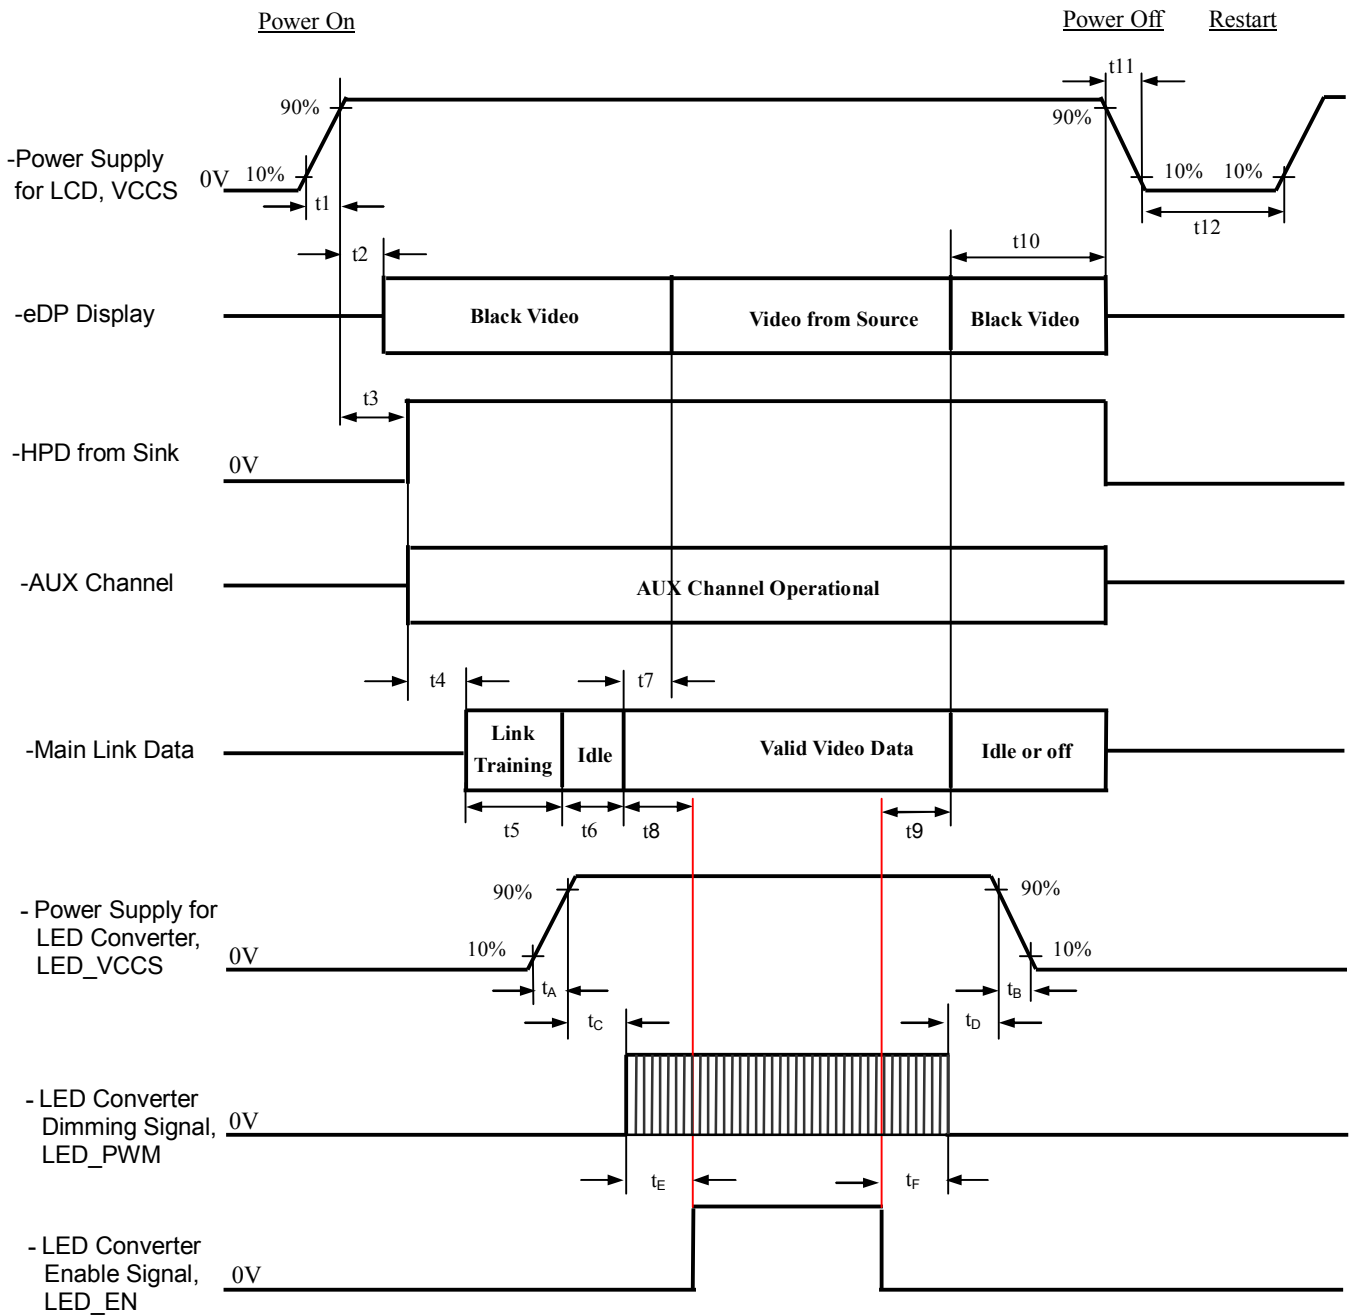 Power On
Power Off
Restart
t11
90%
90%
-Power Supply
for LCD, VCCS
0V
10%
10%
10%
t1
t12
t2
t10
-eDP Display
Black Video
Video from Source
Black Video
t3
-HPD from Sink
0V
-AUX Channel
AUX Channel Operational
t4
t7
-Main Link Data
Link
Training
Idle
Valid Video Data
Idle or off
t5
t6
t8
t9
90%
90%
- Power Supply for
LED Converter,
LED_VCCS
0V
10%
10%
tA
tB
tC
tD
- LED Converter
Dimming Signal,
LED_PWM
0V
tE
tF
- LED Converter
Enable Signal,
LED_EN
0V